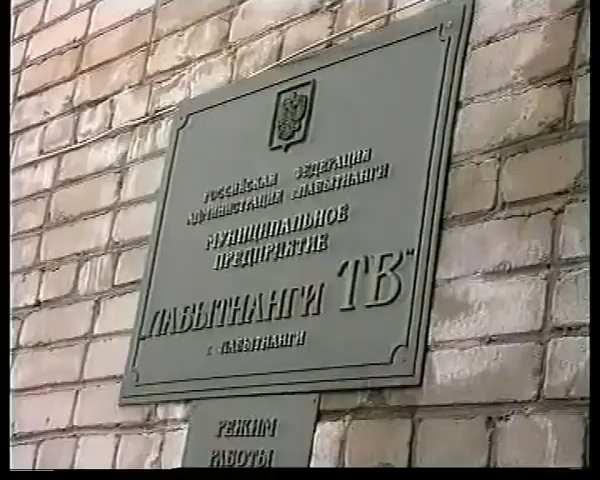 РОССИЙСКАЯ ФЕДЕРАЦИЯ
АДМИНИСТРАЦИЯ г.ЛАБЫТНАНГИ
МУНИЦИПАЛЬНОЕ
ПРЕДПРИЯТИЕ
„ЛАБЫТНАНГИ ТВ"
г. ЛАБЫТНАНГИ
РЕЖИМ
РАБОТЫ